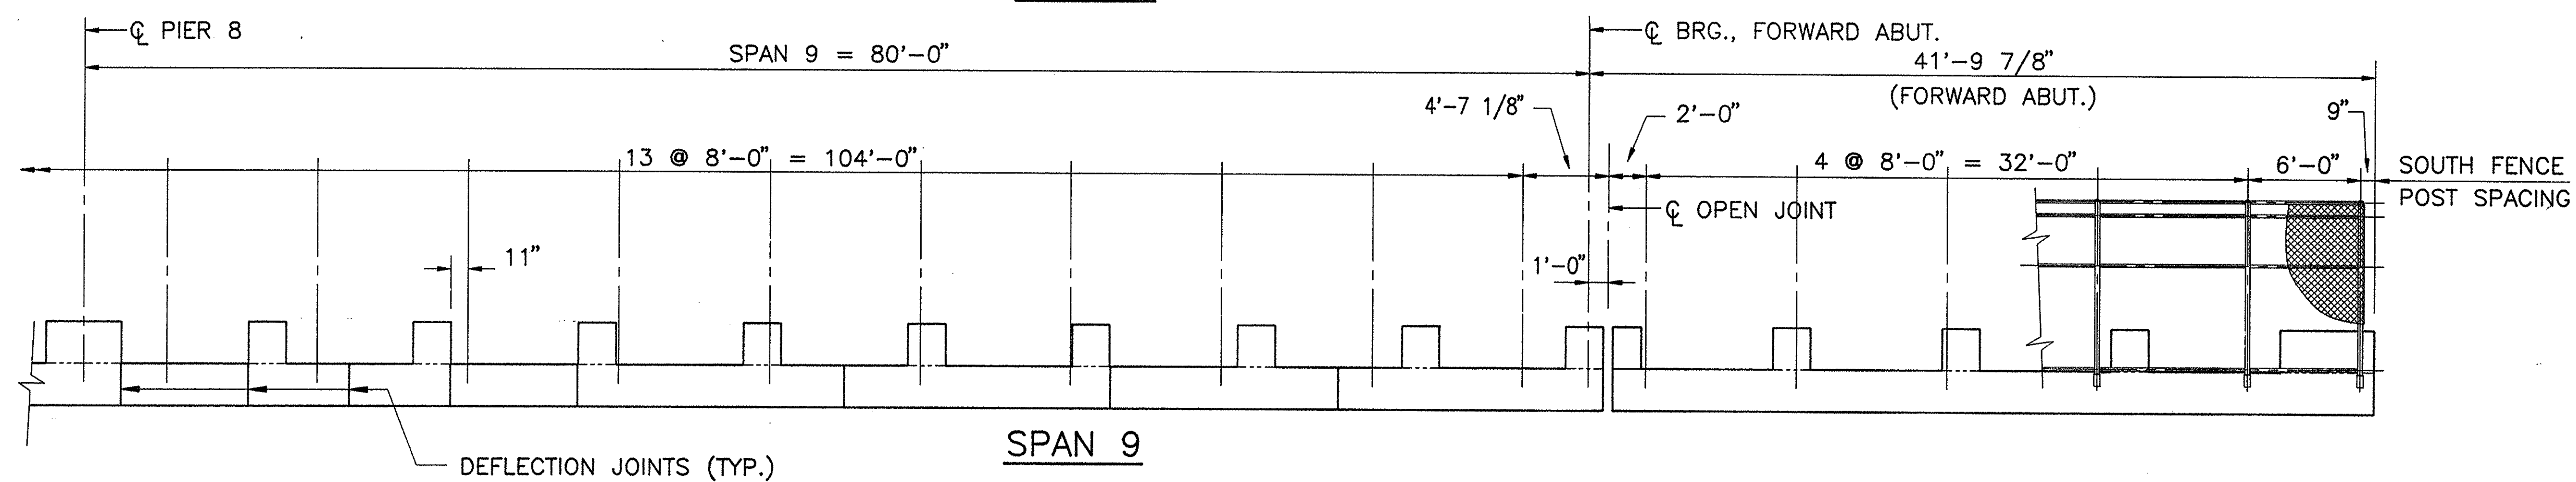 ℄ PIER 8
SPAN 9 = 80'-0"
℄ BRG., FORWARD ABUT.
41'-9 7/8"
(FORWARD ABUT.)
4'-7 1/8"
2'-0"
9"
13 @ 8'-0" = 104'-0"
4 @ 8'-0" = 32'-0"
6'-0"
SOUTH FENCE
POST SPACING
℄ OPEN JOINT
11"
1'-0"
DEFLECTION JOINTS (TYP.)
SPAN 9